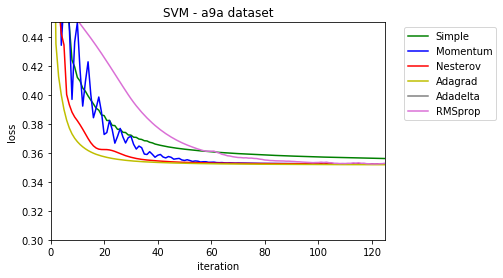 SVM - a9a dataset
0.44
0.42
0.40
0.38
0.36
0.34
0.32
0.30
loss
0
20
40
60
80
100
120
iteration
Simple
Momentum
Nesterov
Adagrad
Adadelta
RMSprop